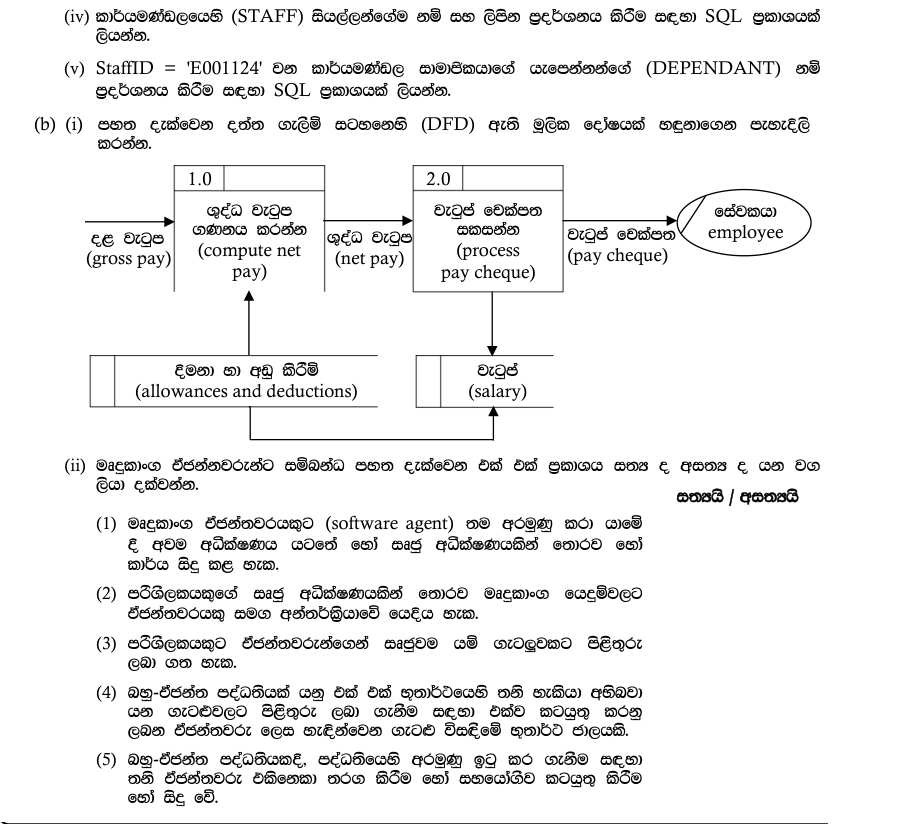 (iv) කාර්යමණ්ඩලයෙහි (STAFF) සියල්ලන්ගේම නම් සහ ලිපින ප්‍රදර්ශනය කිරීම සඳහා SQL ප්‍රකාශයක්
ලියන්න.
(v) StaffID = 'E001124' වන කාර්යමණ්ඩල සාමාජිකයාගේ යැපෙන්නන්ගේ (DEPENDANT) නම්
ප්‍රදර්ශනය කිරීම සඳහා SQL ප්‍රකාශයක් ලියන්න.
(b) (i) පහත දැක්වෙන දත්ත ගැලීම් සටහනෙහි (DFD) ඇති මූලික දෝෂයක් හඳුනාගෙන පැහැදිලි
කරන්න.
1.0
ශුද්ධ වැටුප
ගණනය කරන්න
(compute net
pay)
2.0
වැටුප් චෙක්පත
සකසන්න
(process
pay cheque)
සේවකයා
employee
දළ වැටුප
(gross pay)
ශුද්ධ වැටුප
(net pay)
වැටුප් චෙක්පත
(pay cheque)
දීමනා හා අඩු කිරීම්
(allowances and deductions)
වැටුප්
(salary)
(ii) මෘදුකාංග ඒජන්නවරුන්ට සම්බන්ධ පහත දැක්වෙන එක් එක් ප්‍රකාශය සත්‍ය ද අසත්‍ය ද යන වග
ලියා දක්වන්න.
සත්‍යයි / අසත්‍යයි
(1) මෘදුකාංග ඒජන්තවරයකුට (software agent) තම අරමුණු කරා යාමේ
දී අවම අධීක්ෂණය යටතේ හෝ සෘජු අධීක්ෂණයකින් තොරව හෝ
කාර්ය සිදු කළ හැක.
(2) පරිශීලකයකුගේ සෘජු අධීක්ෂණයකින් තොරව මෘදුකාංග යෙදුම්වලට
ඒජන්තවරයකු සමග අන්තර්ක්‍රියාවේ යෙදිය හැක.
(3) පරිශීලකයකුට ඒජන්තවරුන්ගෙන් සෘජුවම යම් ගැටලුවකට පිළිතුරු
ලබා ගත හැක.
(4) බහු-ඒජන්ත පද්ධතියක් යනු එක් එක් භූතාර්ථයෙහි තනි හැකියා අභිබවා
යන ගැටළුවලට පිළිතුරු ලබා ගැනීම සඳහා එක්ව කටයුතු කරනු
ලබන ඒජන්තවරු ලෙස හැඳින්වෙන ගැටළු විසඳීමේ භූතාර්ථ ජාලයකි.
(5) බහු-ඒජන්ත පද්ධතියකදී, පද්ධතියෙහි අරමුණු ඉටු කර ගැනීම සඳහා
තනි ඒජන්තවරු එකිනෙකා තරග කිරීම හෝ සහයෝගීව කටයුතු කිරීම
හෝ සිදු වේ.